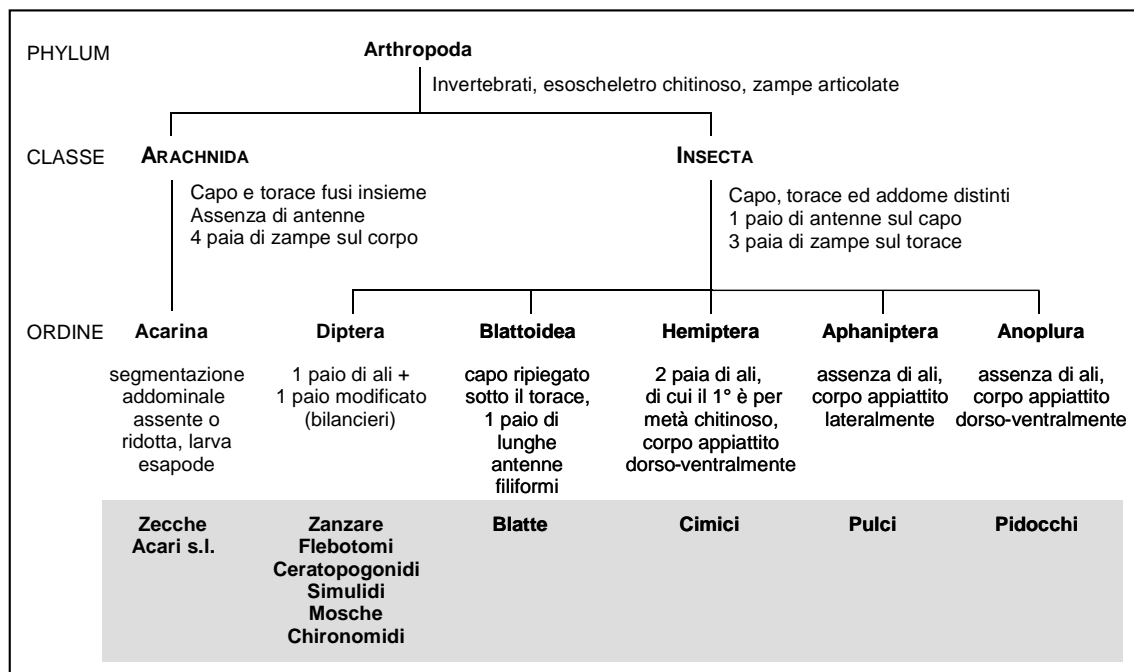 PHYLUM
Arthropoda
Invertebrati, esoscheletro chitinoso, zampe articolate
CLASSE
ARACHNIDA
INSECTA
Capo e torace fusi insieme
Assenza di antenne
4 paia di zampe sul corpo
Capo, torace ed addome distinti
1 paio di antenne sul capo
3 paia di zampe sul torace
ORDINE
Acarina
Diptera
Blattoidea
Hemiptera
Aphaniptera
Anoplura
segmentazione
addominale
assente o
ridotta, larva
esapode
1 paio di ali +
1 paio modificato
(bilancieri)
capo ripiegato
sotto il torace,
1 paio di
lunghe
antenne
filiformi
2 paia di ali,
di cui il 1° è per
metà chitinoso,
corpo appiattito
dorso-ventralmente
assenza di ali,
corpo appiattito
lateralmente
assenza di ali,
corpo appiattito
dorso-ventralmente
Zecche
Acari s.l.
Zanzare
Flebotomi
Ceratopogonidi
Simulidi
Mosche
Chironomidi
Blatte
Cimici
Pulci
Pidocchi